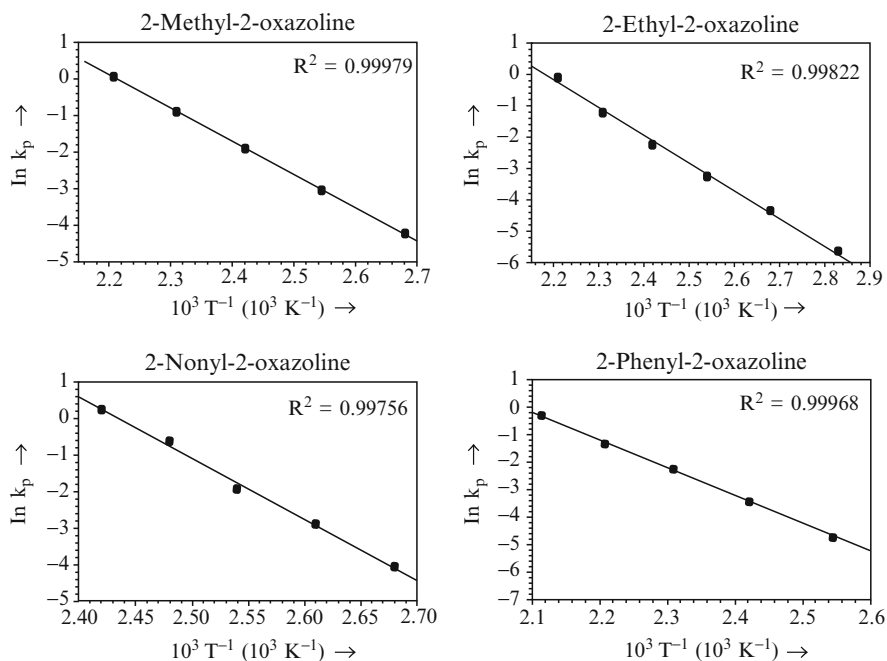 2-Methyl-2-oxazoline
R² = 0.99979
1
0
−1
−2
−3
−4
−5
ln kₚ →
2.2 2.3 2.4 2.5 2.6 2.7
10³ T⁻¹ (10³ K⁻¹) →
2-Ethyl-2-oxazoline
R² = 0.99822
1
0
−1
−2
−3
−4
−5
−6
ln kₚ →
2.2 2.3 2.4 2.5 2.6 2.7 2.8 2.9
10³ T⁻¹ (10³ K⁻¹) →
2-Nonyl-2-oxazoline
R² = 0.99756
1
0
−1
−2
−3
−4
−5
ln kₚ →
2.40 2.50 2.55 2.60 2.70
10³ T⁻¹ (10³ K⁻¹) →
2-Phenyl-2-oxazoline
R² = 0.99968
1
0
−1
−2
−3
−4
−5
−6
−7
ln kₚ →
2.1 2.2 2.3 2.4 2.5 2.6
10³ T⁻¹ (10³ K⁻¹) →